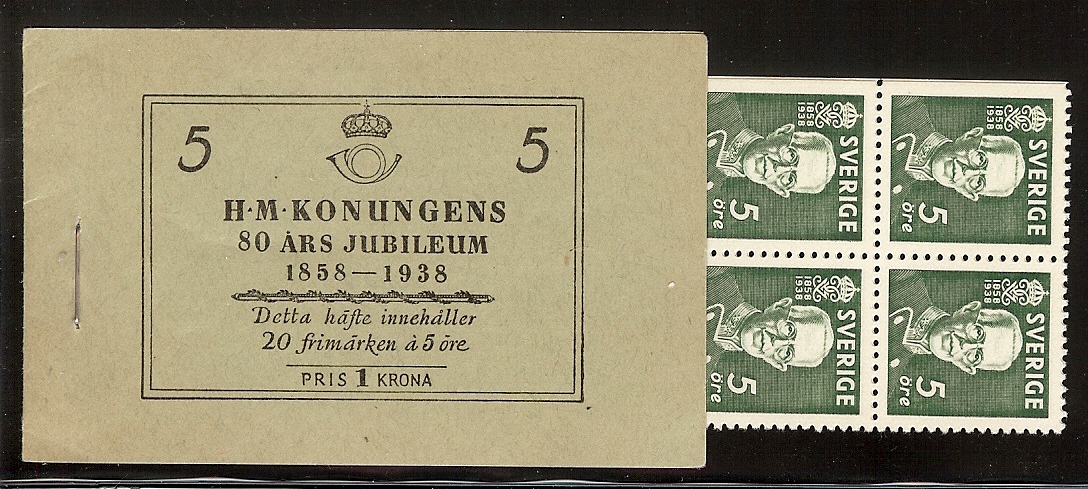 5 5
H·M·KONUNGENS
80 ÅRS JUBILEUM
1858—1938
Detta häfte innehåller
20 frimärken à 5 öre
PRIS 1 KRONA
1858
1938
SVERIGE
5 öre
1858
1938
SVERIGE
5 öre
1858
1938
SVERIGE
5 öre
1858
1938
SVERIGE
5 öre